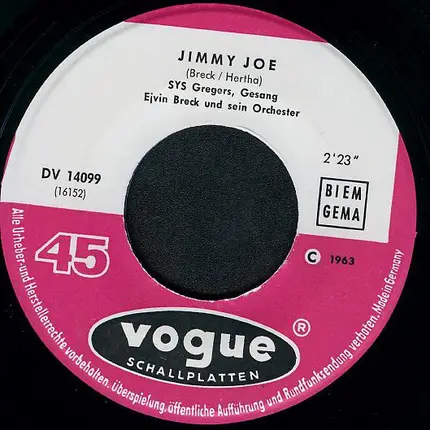 JIMMY JOE
(Breck / Hertha)
SYS Gregers, Gesang
Ejvin Breck und sein Orchester
DV 14099
(16152)
2'23"
BIEM
GEMA
45
© 1963
vogue ®
SCHALLPLATTEN
Alle Urheber-und Herstellerrechte vorbehalten. Überspielung, öffentliche Aufführung und Rundfunksendung verboten. Made in Germany